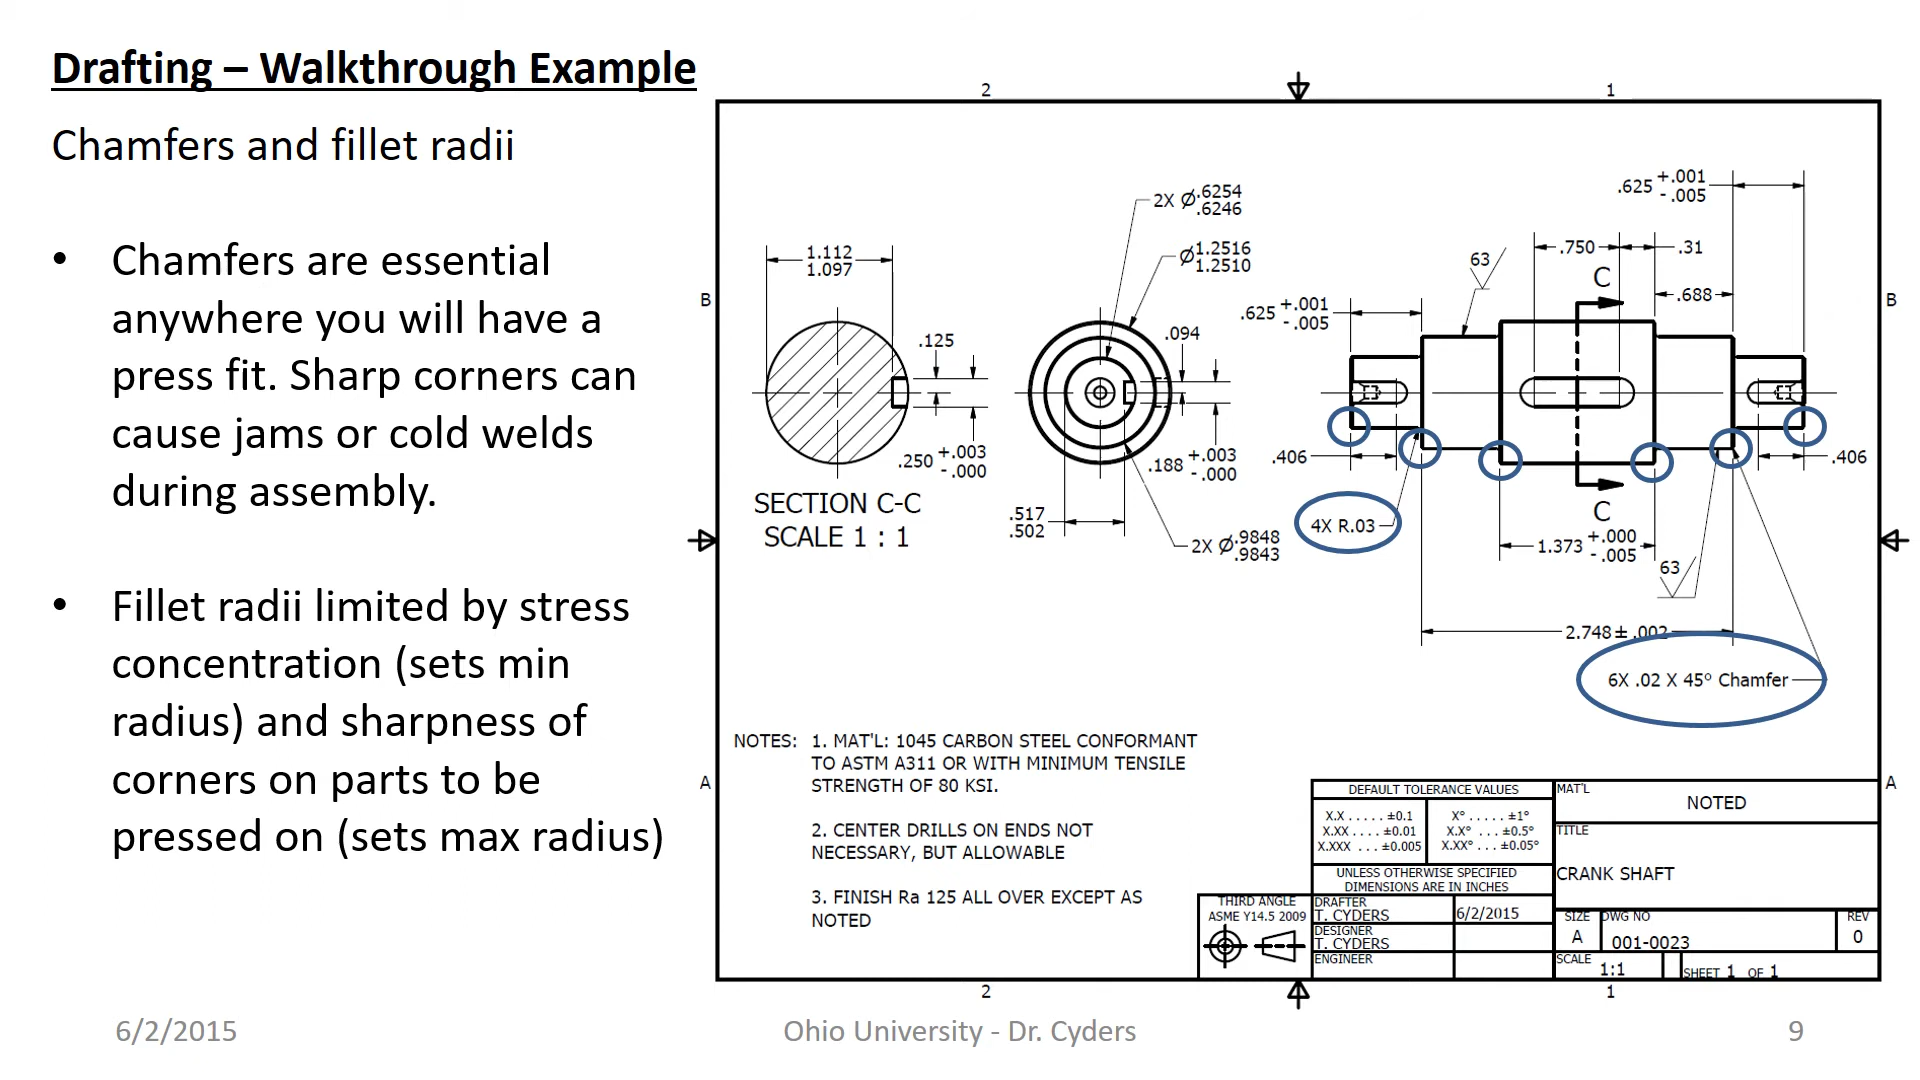 Drafting – Walkthrough Example
Chamfers and fillet radii
• Chamfers are essential
anywhere you will have a
press fit. Sharp corners can
cause jams or cold welds
during assembly.
• Fillet radii limited by stress
concentration (sets min
radius) and sharpness of
corners on parts to be
pressed on (sets max radius)
2
1
B
B
A
A
2
1
1.112
1.097
.125
.250 +.003
- .000
SECTION C-C
SCALE 1 : 1
2X Ø.6254
.6246
Ø1.2516
1.2510
.094
.188 +.003
- .000
.517
.502
2X Ø.9848
.9843
.625 +.001
- .005
63
.750
.31
C
.688
.625 +.001
- .005
.406
.406
4X R.03
C
1.373 +.000
- .005
63
2.748± .002
6X .02 X 45° Chamfer
NOTES: 1. MAT'L: 1045 CARBON STEEL CONFORMANT
TO ASTM A311 OR WITH MINIMUM TENSILE
STRENGTH OF 80 KSI.
2. CENTER DRILLS ON ENDS NOT
NECESSARY, BUT ALLOWABLE
3. FINISH Ra 125 ALL OVER EXCEPT AS
NOTED
THIRD ANGLE
ASME Y14.5 2009
DEFAULT TOLERANCE VALUES
X.X . . . . . ±0.1
X.XX . . . . ±0.01
X.XXX . . . ±0.005
X° . . . . . ±1°
X.X° . . . ±0.5°
X.XX° . . . ±0.05°
UNLESS OTHERWISE SPECIFIED
DIMENSIONS ARE IN INCHES
DRAFTER
T. CYDERS
6/2/2015
DESIGNER
T. CYDERS
ENGINEER
MAT'L
NOTED
TITLE
CRANK SHAFT
SIZE
A
DWG NO
001-0023
REV
0
SCALE
1:1
SHEET 1 OF 1
6/2/2015
Ohio University - Dr. Cyders
9